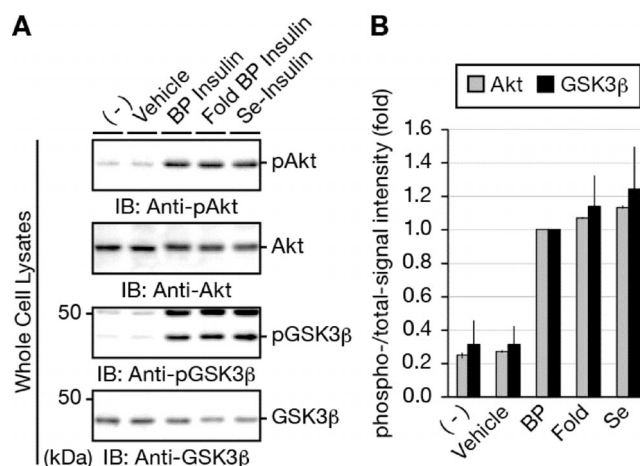 A
(-)
Vehicle
BP Insulin
Fold BP Insulin
Se-Insulin
Whole Cell Lysates
pAkt
IB: Anti-pAkt
Akt
IB: Anti-Akt
50
pGSK3β
IB: Anti-pGSK3β
50
GSK3β
(kDa) IB: Anti-GSK3β
B
Akt GSK3β
phospho-/total-signal intensity (fold)
1.6
1.4
1.2
1.0
0.8
0.6
0.4
0.2
0.0
(-)
Vehicle
BP
Fold
Se